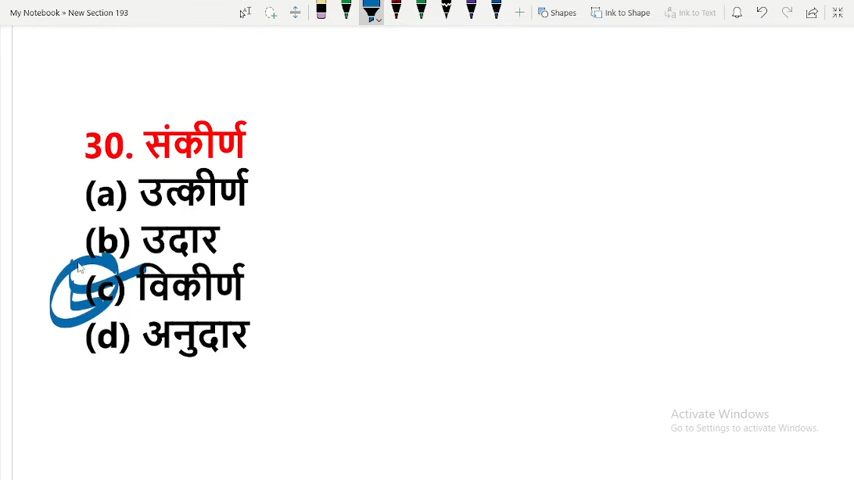 My Notebook » New Section 193
Shapes
Ink to Shape
Ink to Text
30. संकीर्ण
(a) उत्कीर्ण
(b) उदार
(c) विकीर्ण
(d) अनुदार
Activate Windows
Go to Settings to activate Windows.